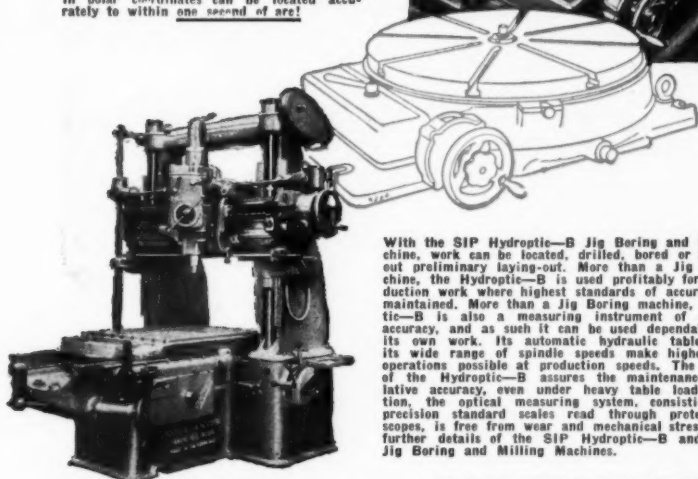 in polar coordinates can be located accu-
rately to within one second of arc!
With the SIP Hydroptic—B Jig Boring and
chine, work can be located, drilled, bored or
out preliminary laying-out. More than a Jig
chine, the Hydroptic—B is used profitably for
duction work where highest standards of accur
maintained. More than a Jig Boring machine,
tic—B is also a measuring instrument of
accuracy, and as such it can be used dependa
its own work. Its automatic hydraulic table
its wide range of spindle speeds make high
operations possible at production speeds. The
of the Hydroptic—B assures the maintenanc
lative accuracy, even under heavy table load
tion, the optical measuring system, consisti
precision standard scales read through prote
scopes, is free from wear and mechanical stres
further details of the SIP Hydroptic—B an
Jig Boring and Milling Machines.